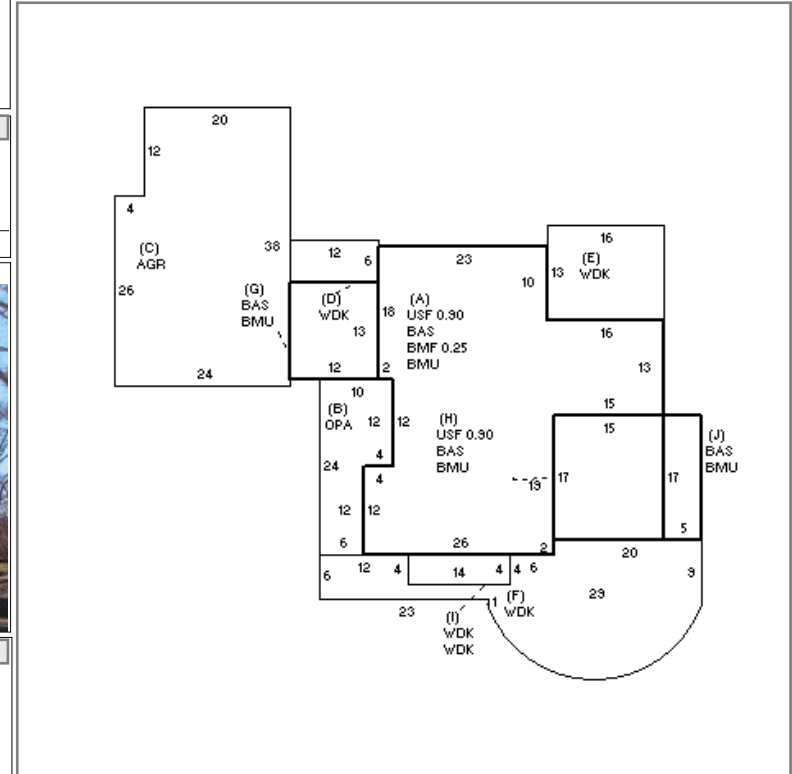 20
12
4
(C)
AGR
38
26
24
(G)
BAS
BMU
12
6
(D)
WDK
13
12
18
2
23
(A)
USF 0.90
BAS
BMF 0.25
BMU
10
16
13
(E)
WDK
16
13
15
15
(B)
OPA
10
12
12
24
4
4
12
12
6
(H)
USF 0.90
BAS
BMU
19
17
17
(J)
BAS
BMU
5
26
2
20
6
12
4
14
4
4
6
9
29
23
1
(F)
WDK
(I)
WDK
WDK